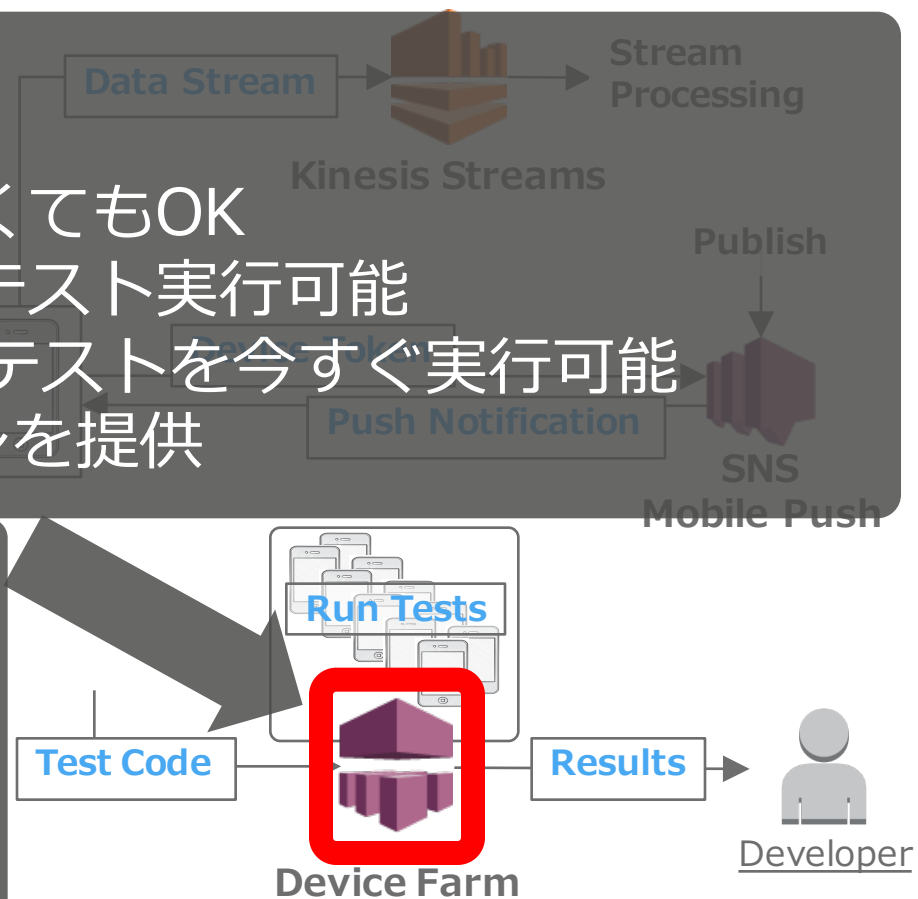 Data Stream
Stream
Processing
Kinesis Streams
くてもOK
Publish
テスト実行可能
Device Token
テストを今すぐ実行可能
Push Notification
ルを提供
SNS
Mobile Push
Run Tests
Test Code
Results
Developer
Device Farm